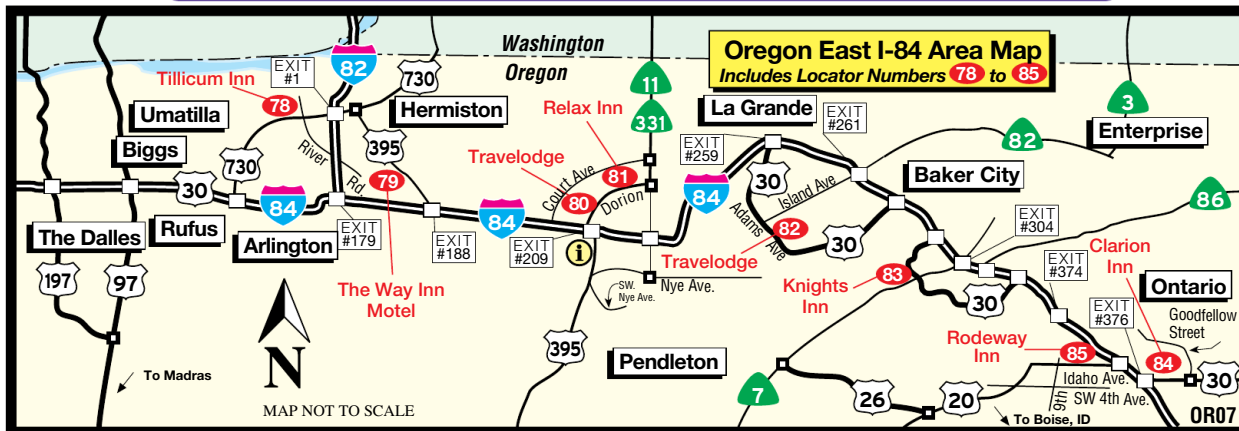 Washington
Oregon
Oregon East I-84 Area Map
Includes Locator Numbers 78 to 85
EXIT
#1
82
730
Tillicum Inn
78
Hermiston
Umatilla
Biggs
730
River Rd
395
79
11
331
Relax Inn
81
Travelodge
80
Court Ave
Dorion
La Grande
EXIT
#259
EXIT
#261
82
3
Enterprise
30
84
Island Ave
Adams Ave
82
Travelodge
30
Baker City
86
30
84
Rufus
The Dalles
197
97
Arlington
EXIT
#179
EXIT
#188
84
EXIT
#209
i
Nye Ave.
SW.
Nye Ave.
The Way Inn
Motel
395
Pendleton
Knights
Inn
83
30
EXIT
#304
EXIT
#374
EXIT
#376
Clarion
Inn
84
Ontario
Goodfellow
Street
Rodeway
Inn
85
Idaho Ave.
SW 4th Ave.
9th
30
7
26
20
To Boise, ID
OR07
To Madras
N
MAP NOT TO SCALE